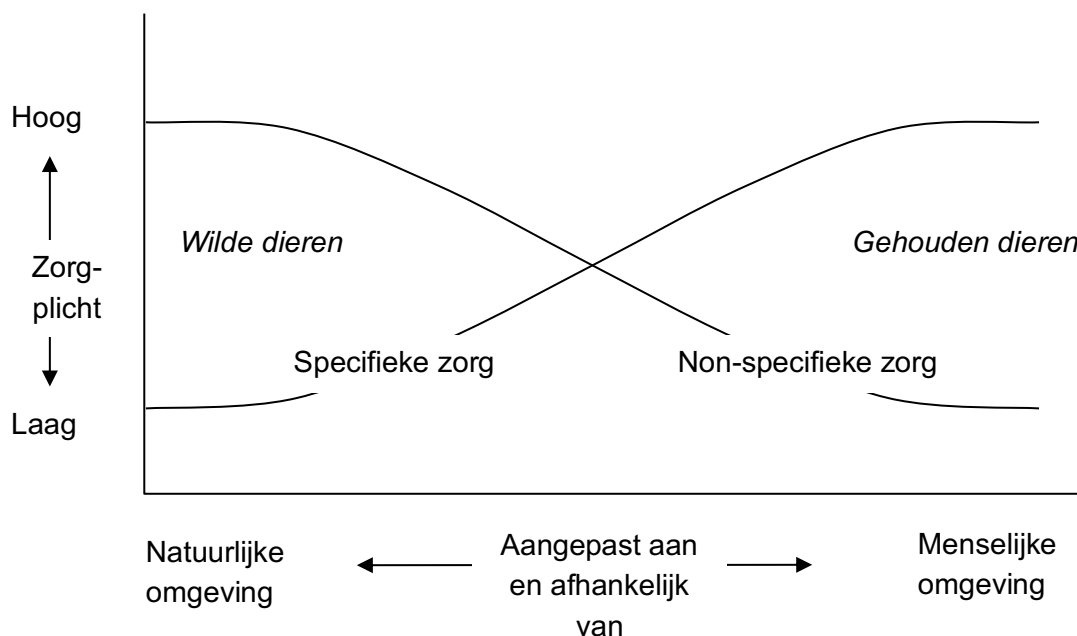 Hoog
Wilde dieren
Gehouden dieren
Zorg-
plicht
Specifieke zorg
Non-specifieke zorg
Laag
Natuurlijke
omgeving
Aangepast aan
en afhankelijk
van
Menselijke
omgeving